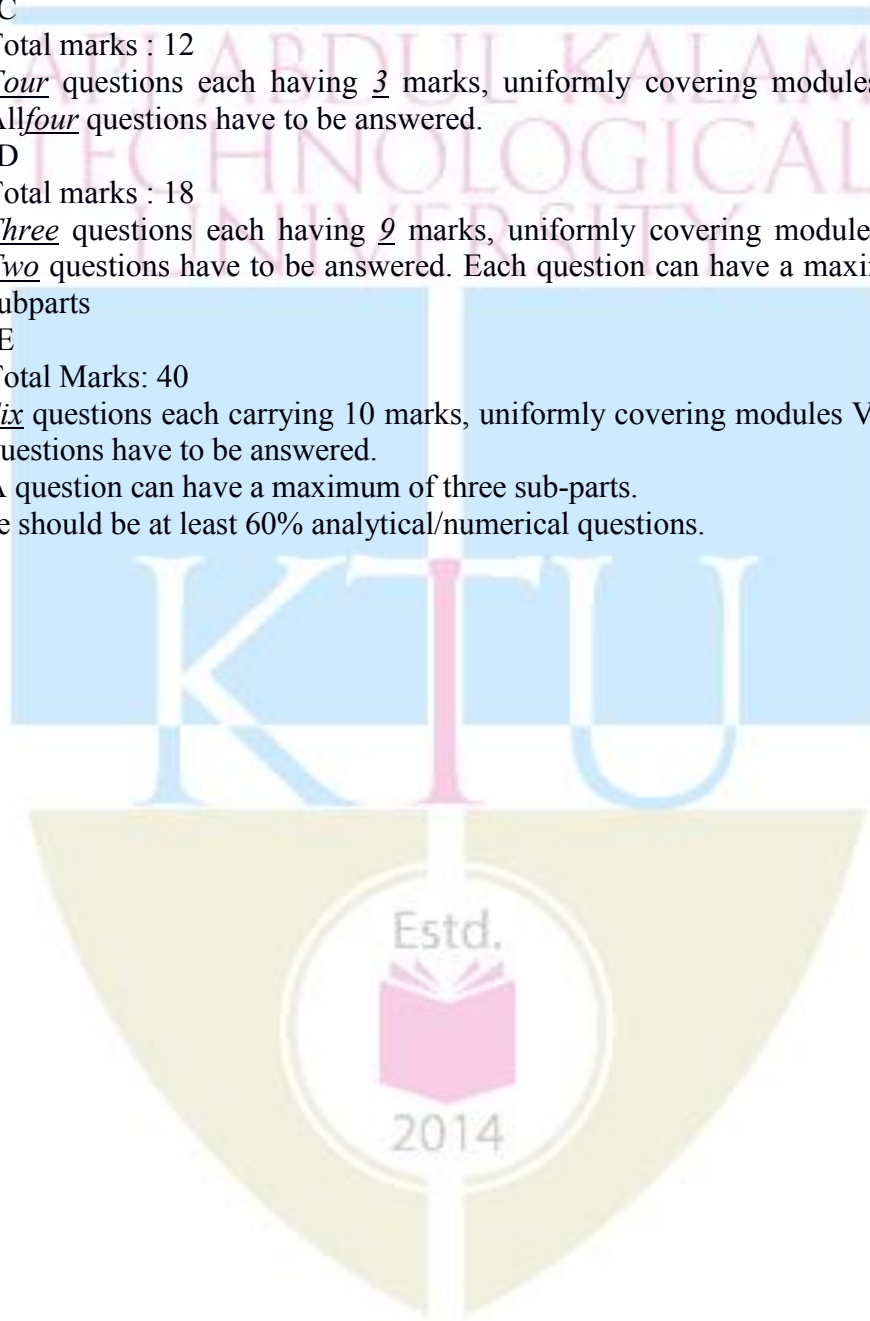 C
Total marks : 12
Four questions each having 3 marks, uniformly covering modules
Allfour questions have to be answered.
D
Total marks : 18
Three questions each having 9 marks, uniformly covering module
Two questions have to be answered. Each question can have a maxi
ubparts
E
Total Marks: 40
ix questions each carrying 10 marks, uniformly covering modules V
uestions have to be answered.
A question can have a maximum of three sub-parts.
e should be at least 60% analytical/numerical questions.
API ABDUL KALAM
TECHNOLOGICAL
UNIVERSITY
KTU
Estd.
2014